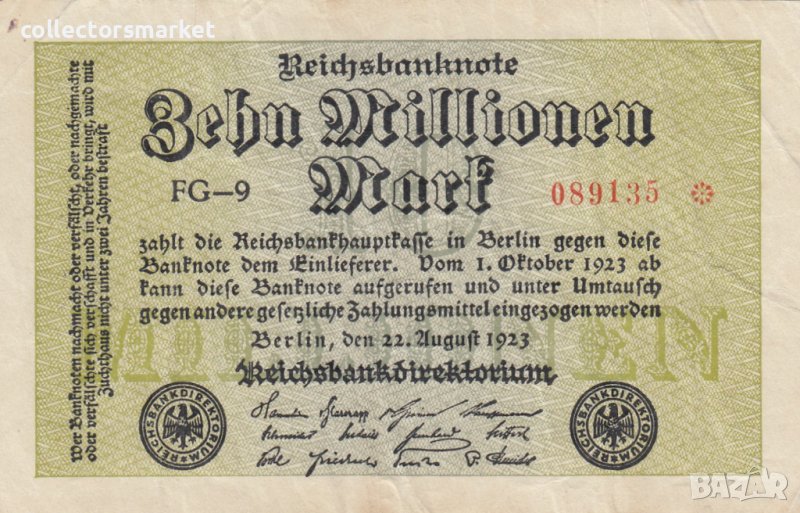 collectorsmarket
Reichsbanknote
Zehn Millionen
Mark
FG–9
089135
zahlt die Reichsbankhauptkasse in Berlin gegen diese
Banknote dem Einlieferer. Vom 1. Oktober 1923 ab
kann diese Banknote aufgerufen und unter Umtausch
gegen andere gesetzliche Zahlungsmittel eingezogen werden
Berlin, den 22. August 1923
Reichsbankdirektorium
REICHSBANKDIREKTORIUM
REICHSBANKDIREKTORIUM
Wer Banknoten nachmacht oder verfälscht, oder nachgemachte
oder verfälschte sich verschafft und in Verkehr bringt, wird mit
Zuchthaus nicht unter zwei Jahren bestraft
BAZAR